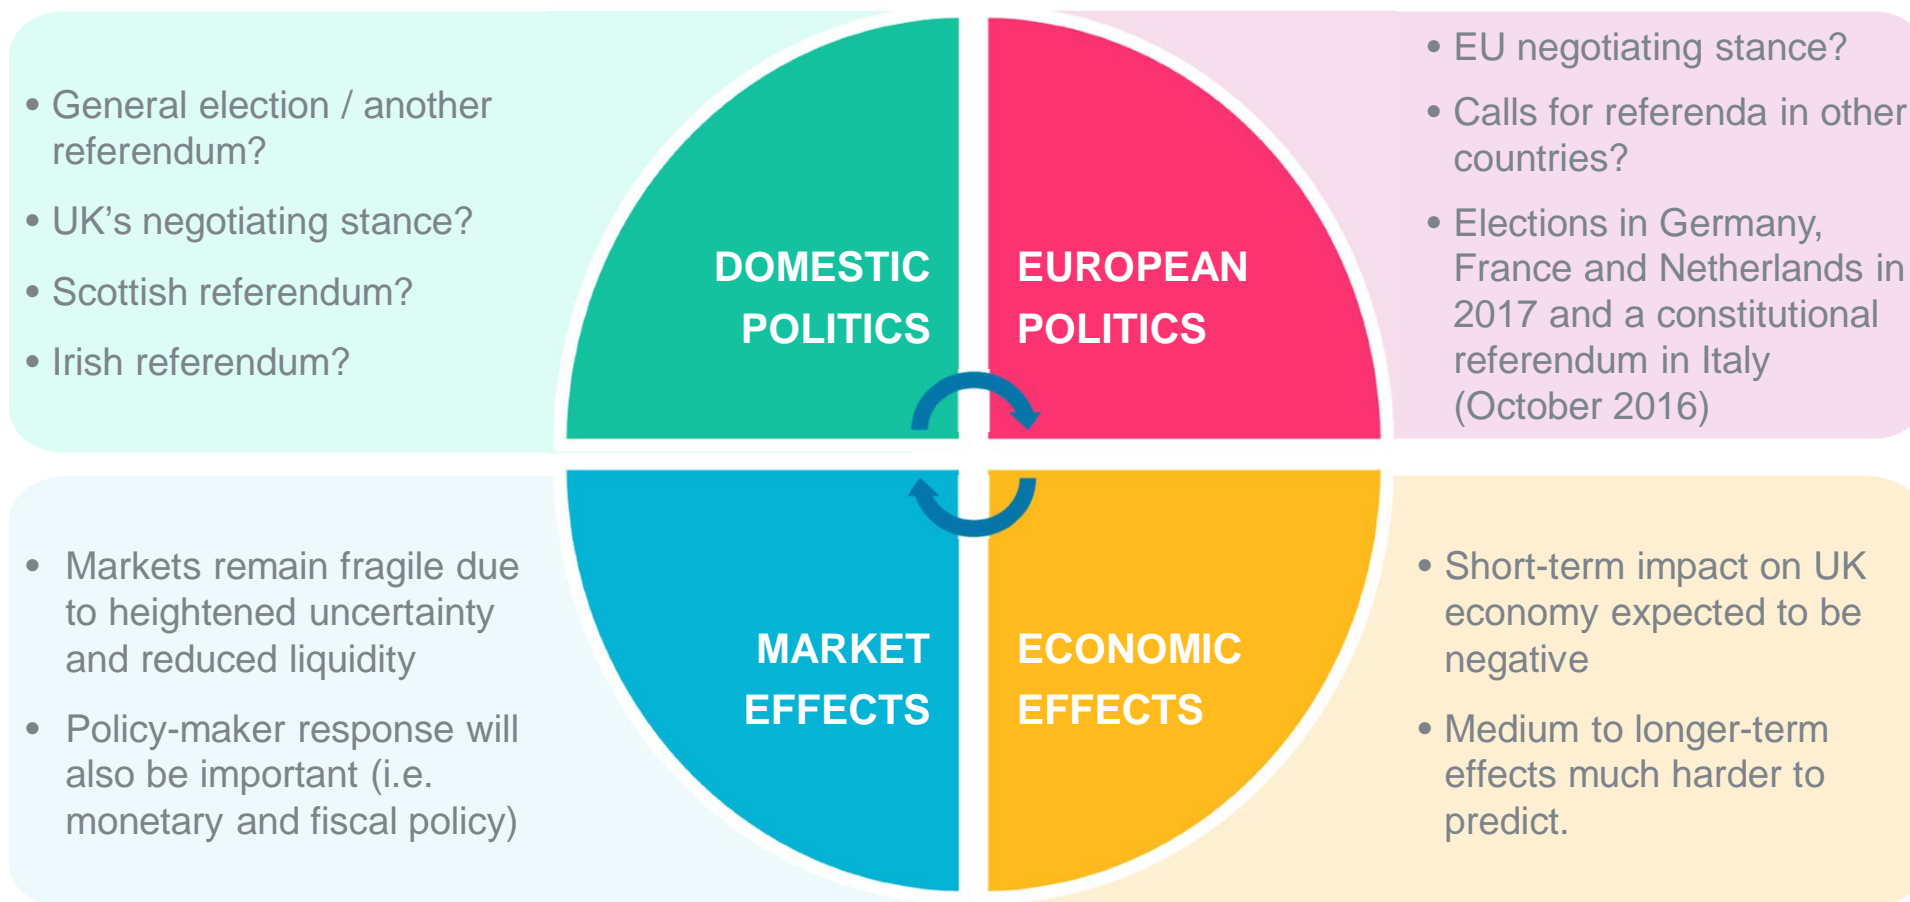 • General election / another
referendum?
• UK’s negotiating stance?
• Scottish referendum?
• Irish referendum?
DOMESTIC
POLITICS
EUROPEAN
POLITICS
• EU negotiating stance?
• Calls for referenda in other
countries?
• Elections in Germany,
France and Netherlands in
2017 and a constitutional
referendum in Italy
(October 2016)
• Markets remain fragile due
to heightened uncertainty
and reduced liquidity
• Policy-maker response will
also be important (i.e.
monetary and fiscal policy)
MARKET
EFFECTS
ECONOMIC
EFFECTS
• Short-term impact on UK
economy expected to be
negative
• Medium to longer-term
effects much harder to
predict.